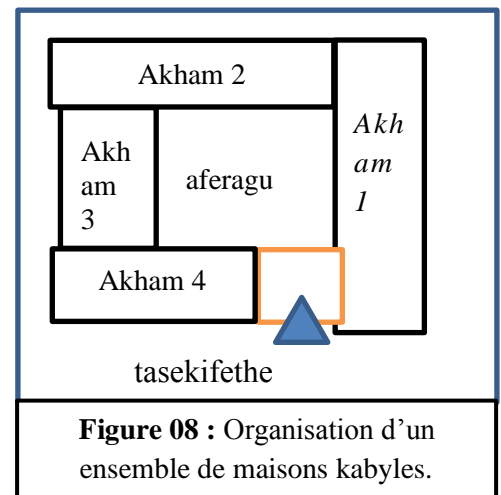 Akham 2
Akh
am
1
Akh
am
3
aferagu
Akham 4
tasekifethe
Figure 08 : Organisation d’un
ensemble de maisons kabyles.